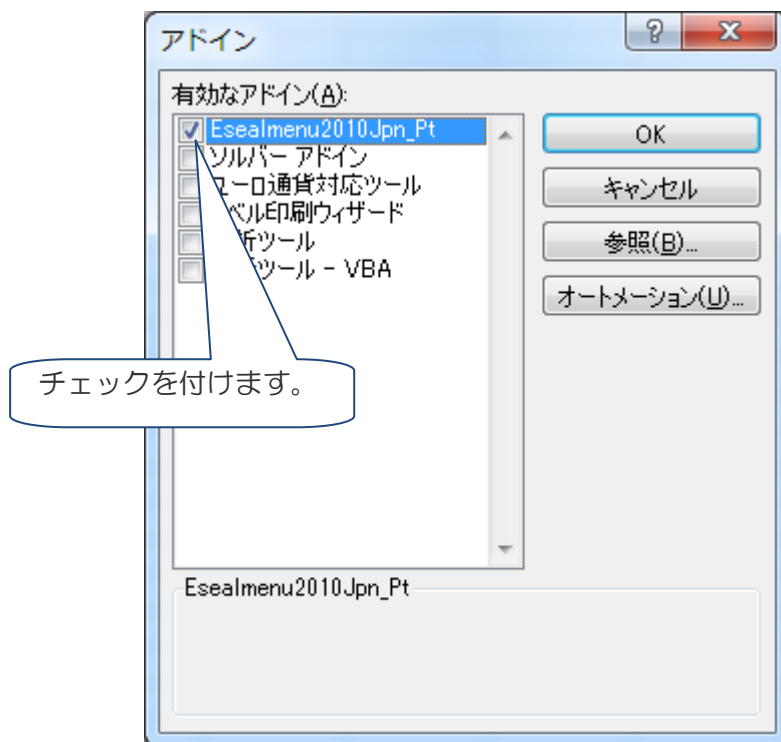 アドイン
有効なアドイン(A):
Esealmenu2010Jpn_Pt
ソルバー アドイン
ユーロ通貨対応ツール
ベル印刷ウィザード
析ツール
ツール - VBA
OK
キャンセル
参照(B)...
オートメーション(U)...
チェックを付けます。
Esealmenu2010Jpn_Pt